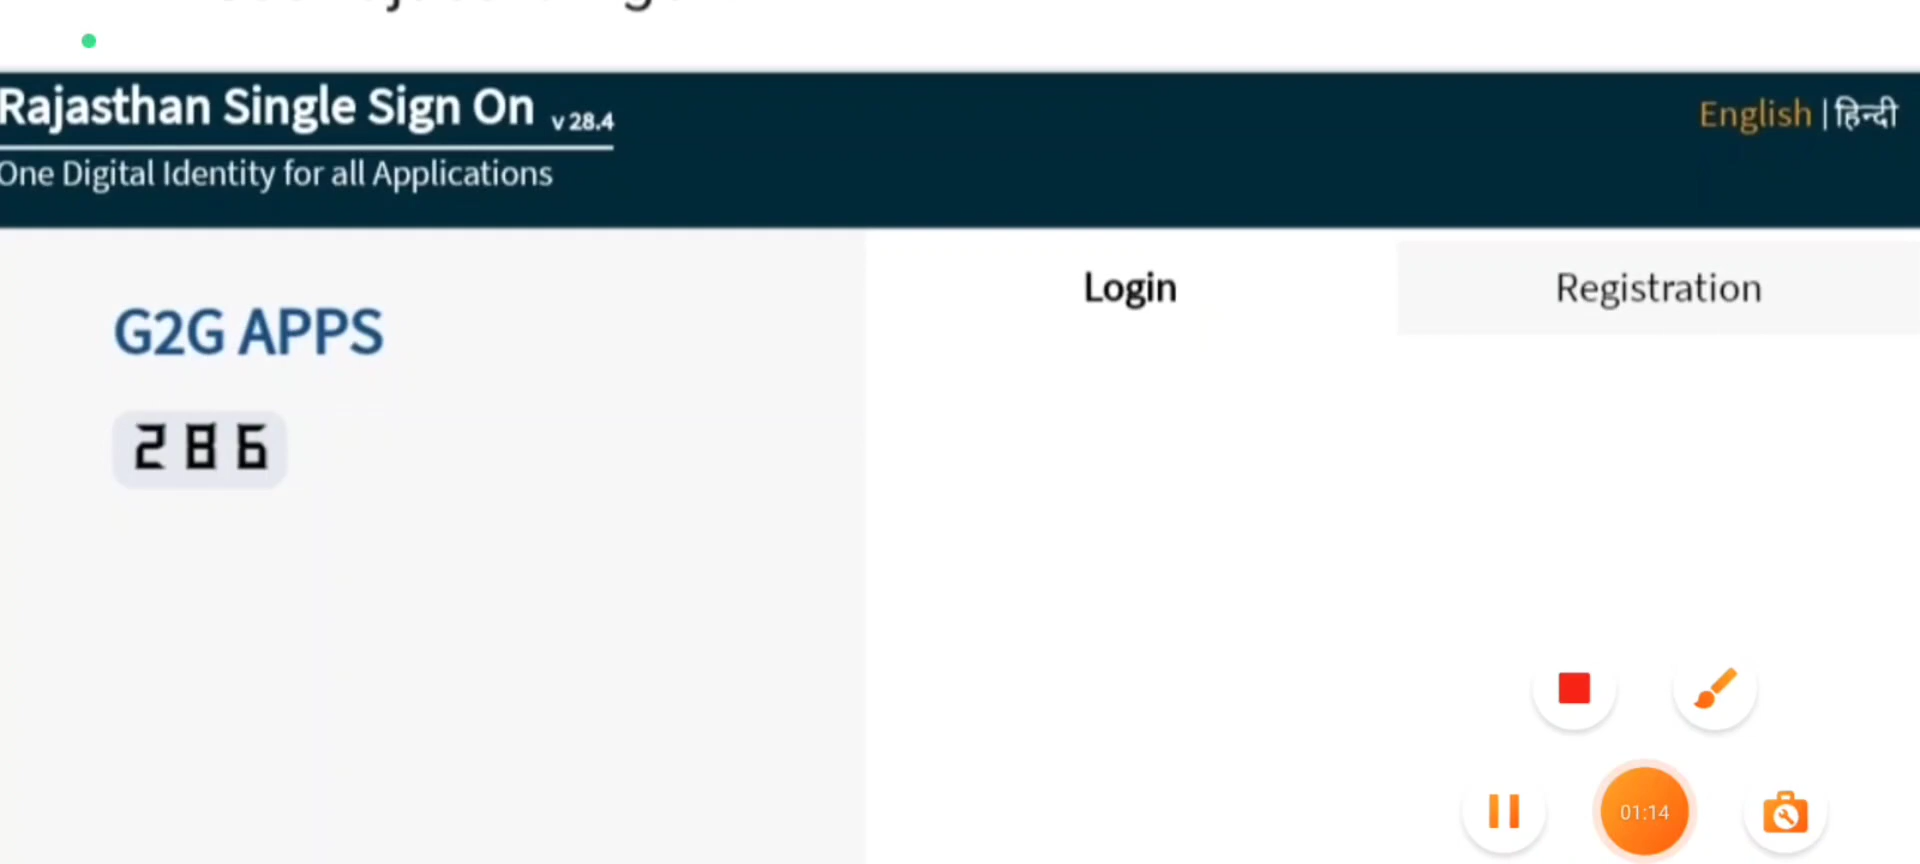 Rajasthan Single Sign On v 28.4
English | हिन्दी
One Digital Identity for all Applications
Login
Registration
G2G APPS
286
01:14